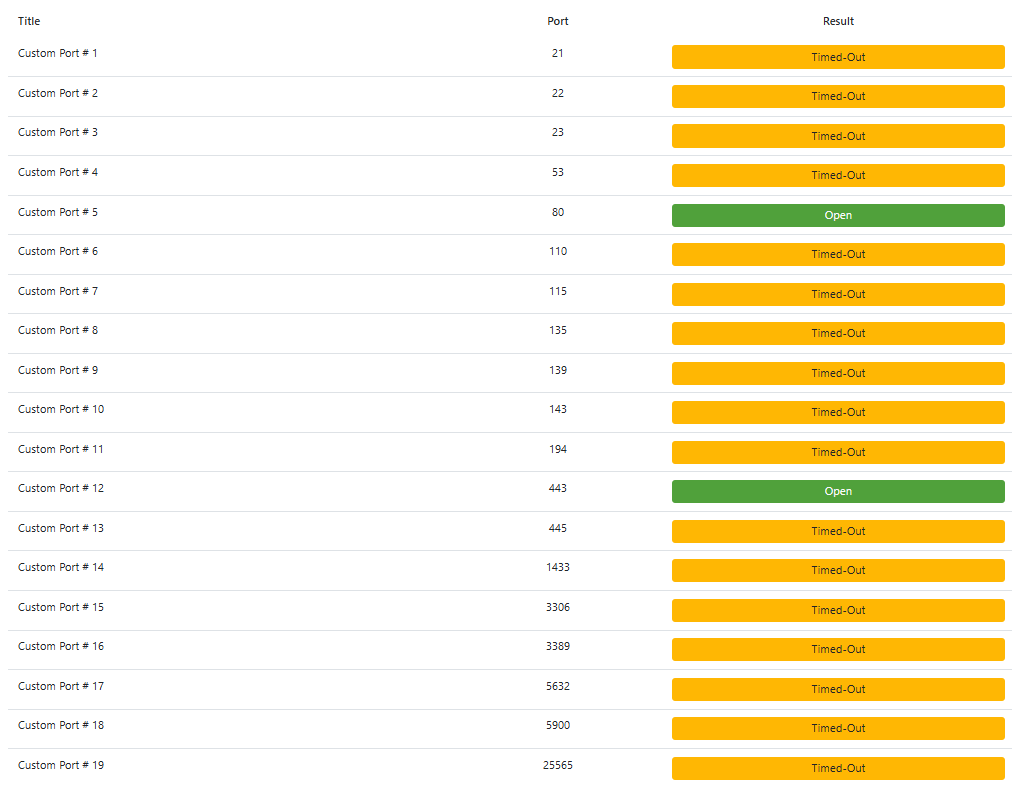 Title Port Result
Custom Port # 1 21 Timed-Out
Custom Port # 2 22 Timed-Out
Custom Port # 3 23 Timed-Out
Custom Port # 4 53 Timed-Out
Custom Port # 5 80 Open
Custom Port # 6 110 Timed-Out
Custom Port # 7 115 Timed-Out
Custom Port # 8 135 Timed-Out
Custom Port # 9 139 Timed-Out
Custom Port # 10 143 Timed-Out
Custom Port # 11 194 Timed-Out
Custom Port # 12 443 Open
Custom Port # 13 445 Timed-Out
Custom Port # 14 1433 Timed-Out
Custom Port # 15 3306 Timed-Out
Custom Port # 16 3389 Timed-Out
Custom Port # 17 5632 Timed-Out
Custom Port # 18 5900 Timed-Out
Custom Port # 19 25565 Timed-Out